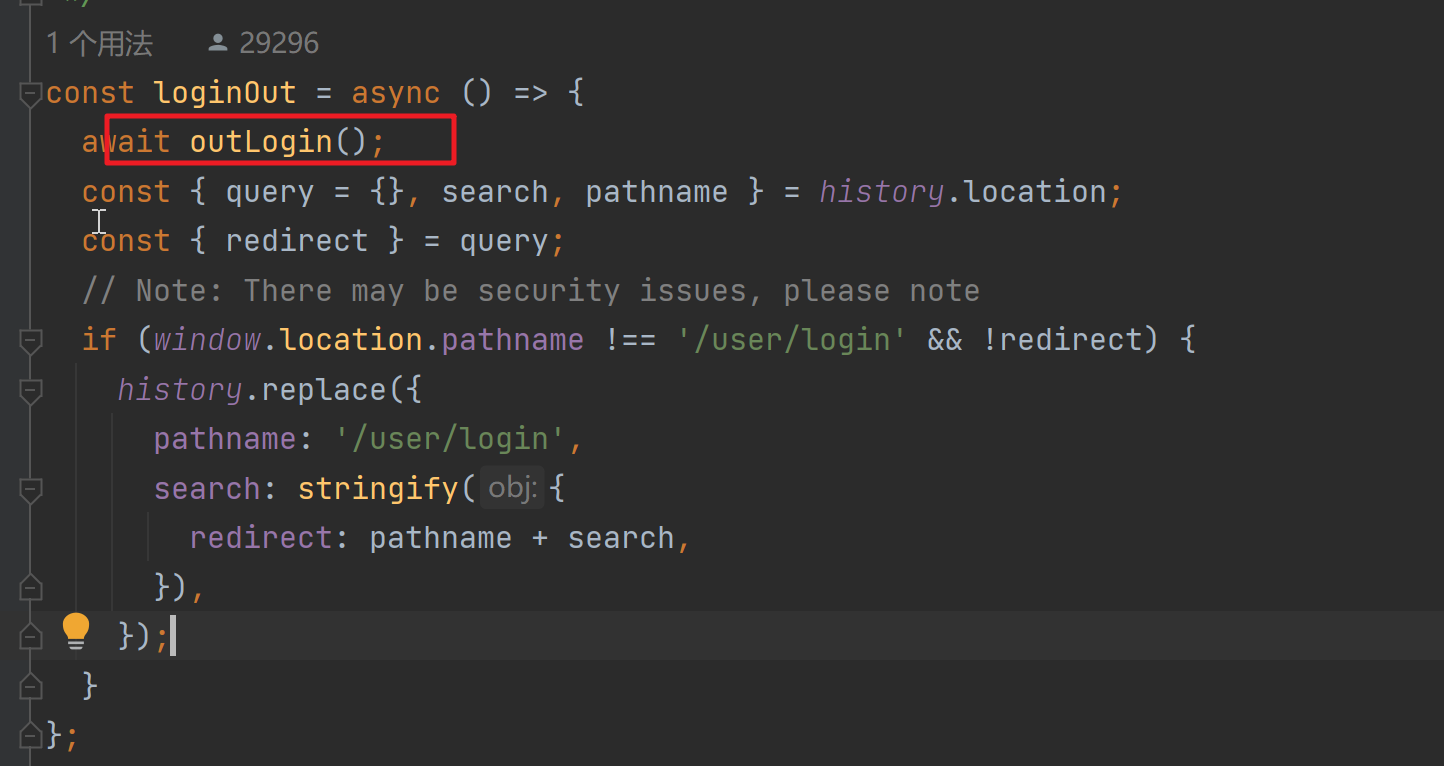 1 个用法 29296
const loginOut = async () => {
await outLogin();
const { query = {}, search, pathname } = history.location;
const { redirect } = query;
// Note: There may be security issues, please note
if (window.location.pathname !== '/user/login' && !redirect) {
history.replace({
pathname: '/user/login',
search: stringify( obj: {
redirect: pathname + search,
}),
});
}
};